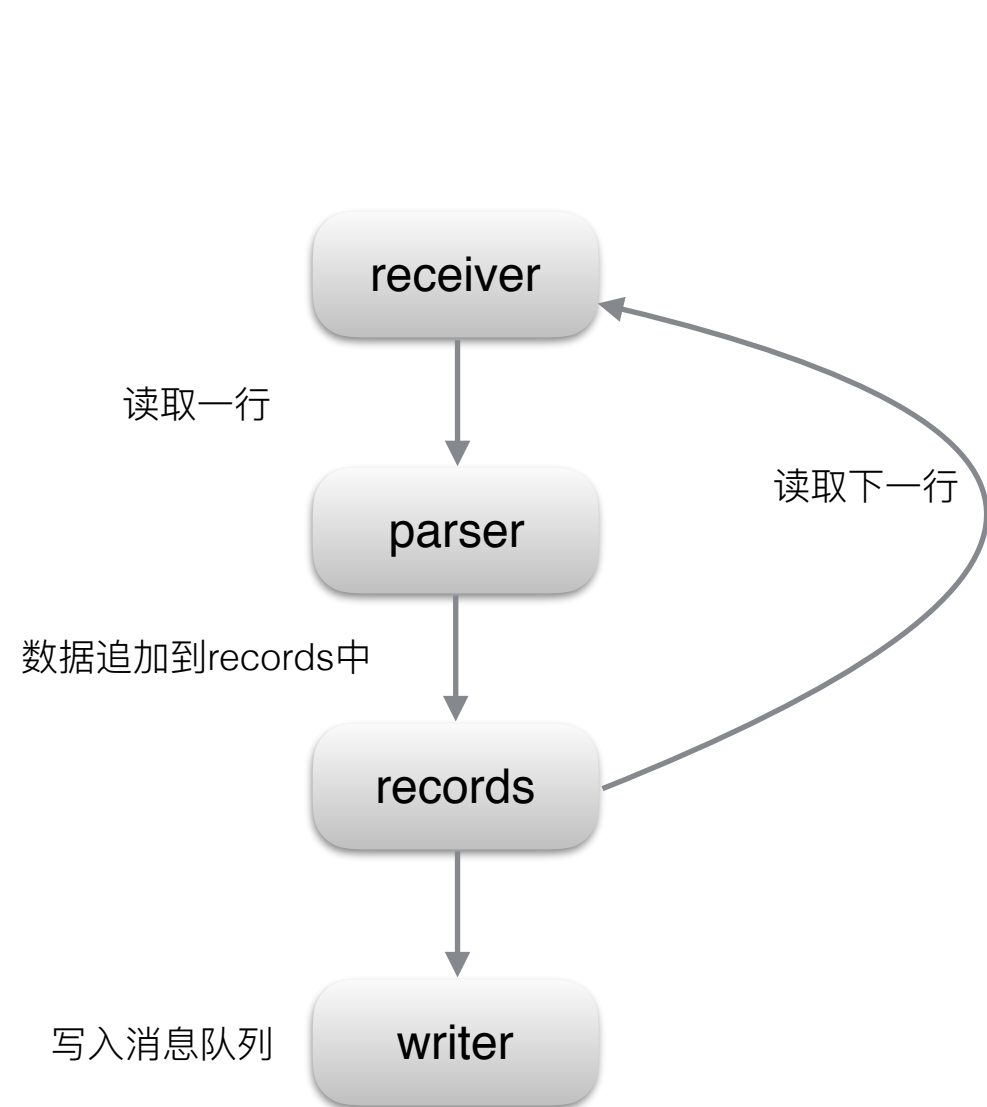 receiver
读取一行
读取下一行
parser
数据追加到records中
records
写入消息队列
writer